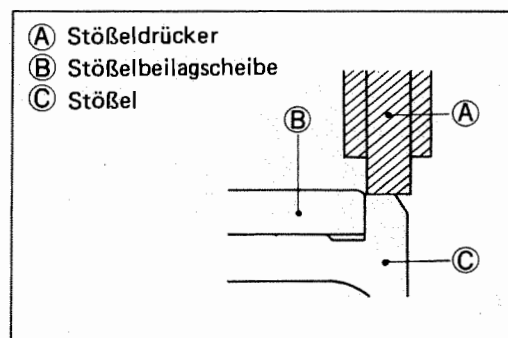 Ⓐ Stößeldrücker
Ⓑ Stößelbeilagscheibe
Ⓒ Stößel
Ⓑ
Ⓐ
Ⓒ